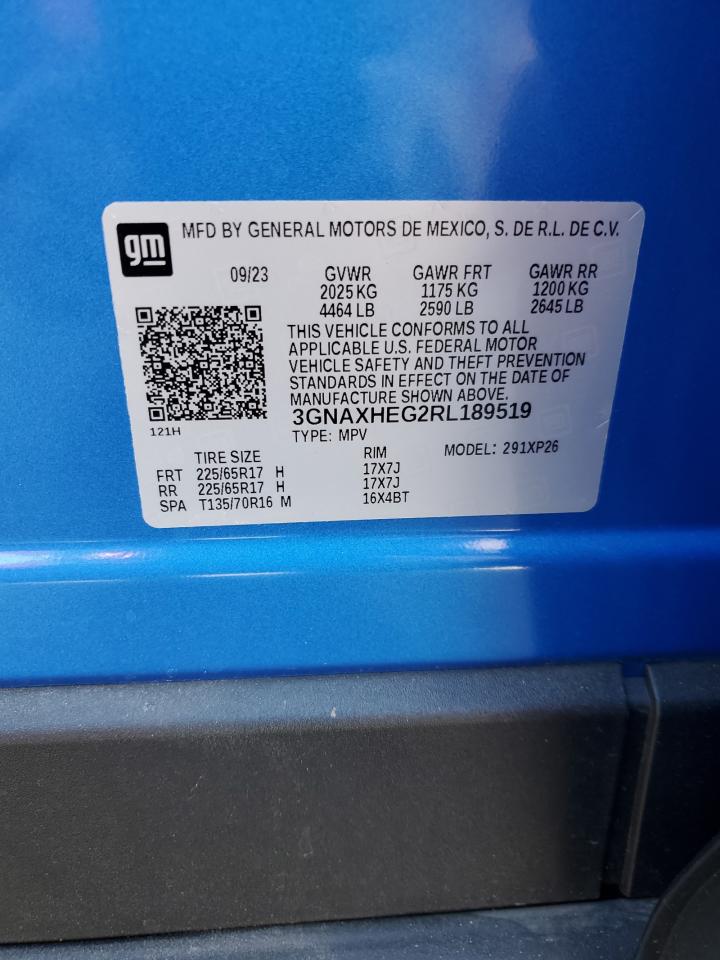 gm
MFD BY GENERAL MOTORS DE MEXICO, S. DE R.L. DE C.V.
09/23 GVWR GAWR FRT GAWR RR
2025 KG 1175 KG 1200 KG
4464 LB 2590 LB 2645 LB
THIS VEHICLE CONFORMS TO ALL
APPLICABLE U.S. FEDERAL MOTOR
VEHICLE SAFETY AND THEFT PREVENTION
STANDARDS IN EFFECT ON THE DATE OF
MANUFACTURE SHOWN ABOVE.
3GNAXHEG2RL189519
121H
TYPE: MPV MODEL: 291XP26
TIRE SIZE RIM
FRT 225/65R17 H 17X7J
RR 225/65R17 H 17X7J
SPA T135/70R16 M 16X4BT